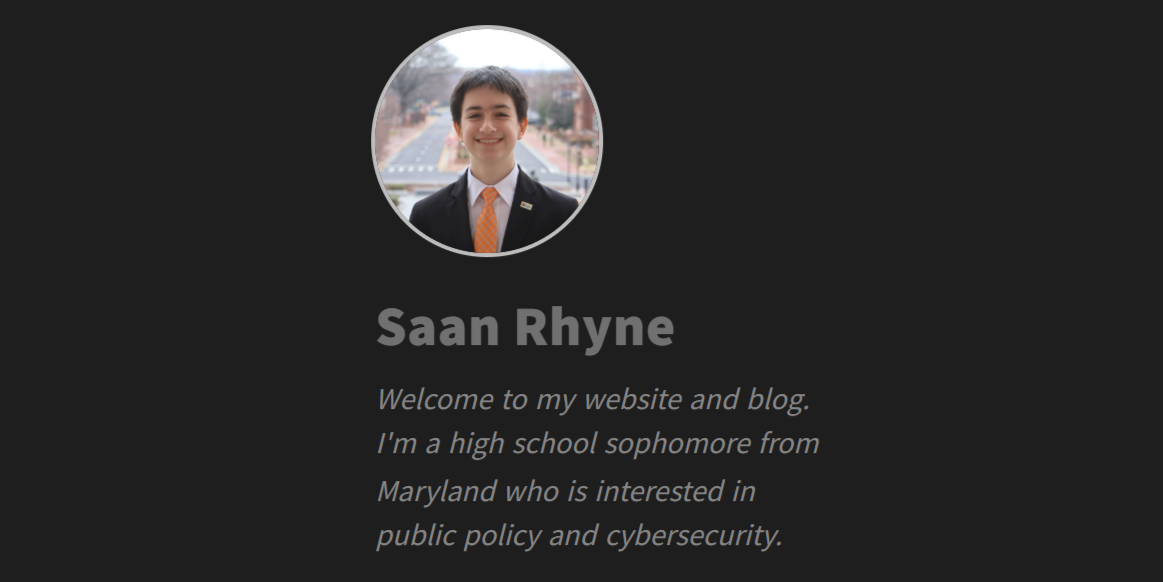 Saan Rhyne
Welcome to my website and blog.
I'm a high school sophomore from
Maryland who is interested in
public policy and cybersecurity.